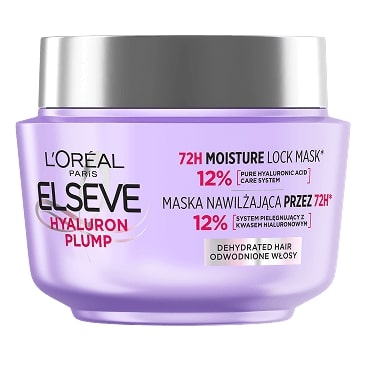 L'ORÉAL
PARIS
ELSEVE
HYALURON
PLUMP
72H MOISTURE LOCK MASK*
12% PURE HYALURONIC ACID
CARE SYSTEM
MASKA NAWILŻAJĄCA PRZEZ 72H*
12% SYSTEM PIELĘGNUJĄCY Z
KWASEM HIALURONOWYM
DEHYDRATED HAIR
ODWODNIONE WŁOSY